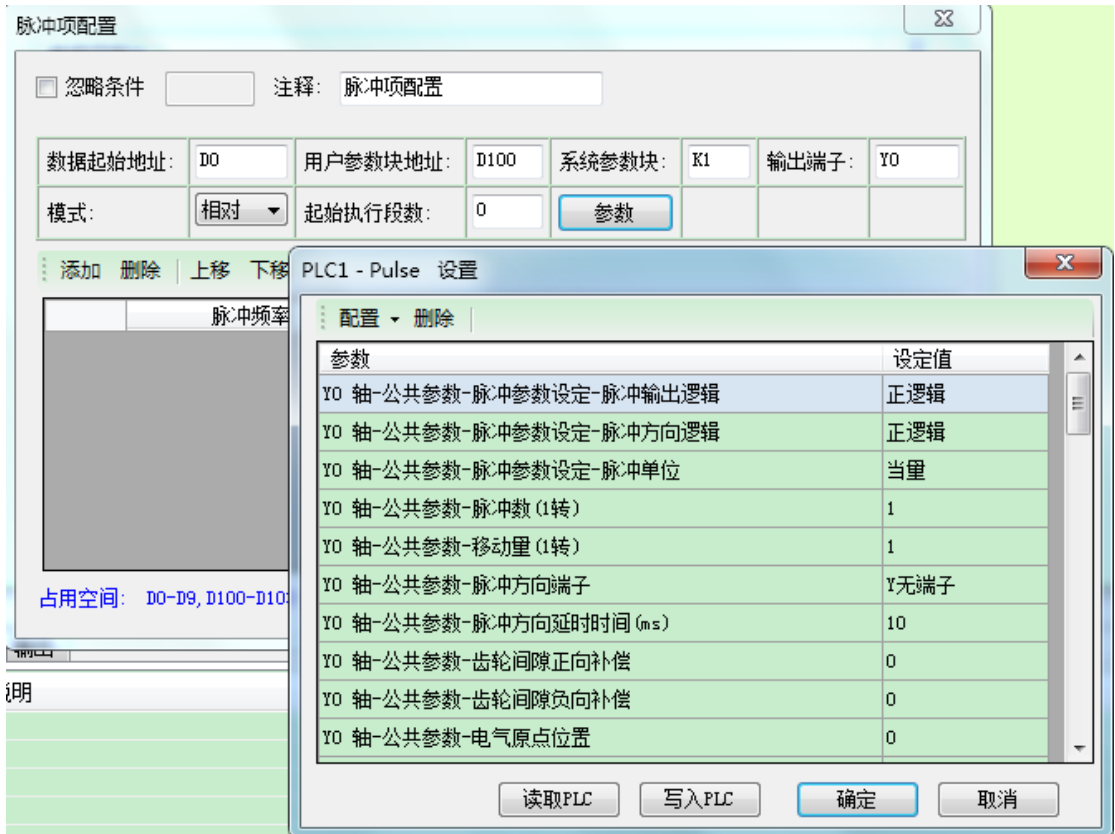 脉冲项配置
忽略条件 注释: 脉冲项配置
数据起始地址: D0 用户参数块地址: D100 系统参数块: K1 输出端子: Y0
模式: 相对 起始执行段数: 0 参数
添加 删除 上移 下移
脉冲频率
占用空间: D0-D9,D100-D10
输出
说明
PLC1 - Pulse 设置
配置 删除
参数 设定值
Y0 轴-公共参数-脉冲参数设定-脉冲输出逻辑 正逻辑
Y0 轴-公共参数-脉冲参数设定-脉冲方向逻辑 正逻辑
Y0 轴-公共参数-脉冲参数设定-脉冲单位 当量
Y0 轴-公共参数-脉冲数(1转) 1
Y0 轴-公共参数-移动量(1转) 1
Y0 轴-公共参数-脉冲方向端子 Y无端子
Y0 轴-公共参数-脉冲方向延时时间(ms) 10
Y0 轴-公共参数-齿轮间隙正向补偿 0
Y0 轴-公共参数-齿轮间隙负向补偿 0
Y0 轴-公共参数-电气原点位置 0
读取PLC 写入PLC 确定 取消